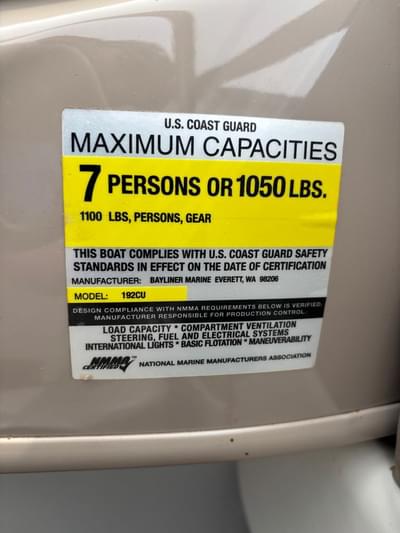 U.S. COAST GUARD
MAXIMUM CAPACITIES
7 PERSONS OR 1050 LBS.
1100 LBS, PERSONS, GEAR
THIS BOAT COMPLIES WITH U.S. COAST GUARD SAFETY
STANDARDS IN EFFECT ON THE DATE OF CERTIFICATION
MANUFACTURER: BAYLINER MARINE EVERETT, WA 98206
MODEL: 192CU
DESIGN COMPLIANCE WITH NMMA REQUIREMENTS BELOW IS VERIFIED.
MANUFACTURER RESPONSIBLE FOR PRODUCTION CONTROL.
LOAD CAPACITY * COMPARTMENT VENTILATION
STEERING, FUEL AND ELECTRICAL SYSTEMS
INTERNATIONAL LIGHTS * BASIC FLOTATION * MANEUVERABILITY
NMMA TM
CERTIFIED NATIONAL MARINE MANUFACTURERS ASSOCIATION